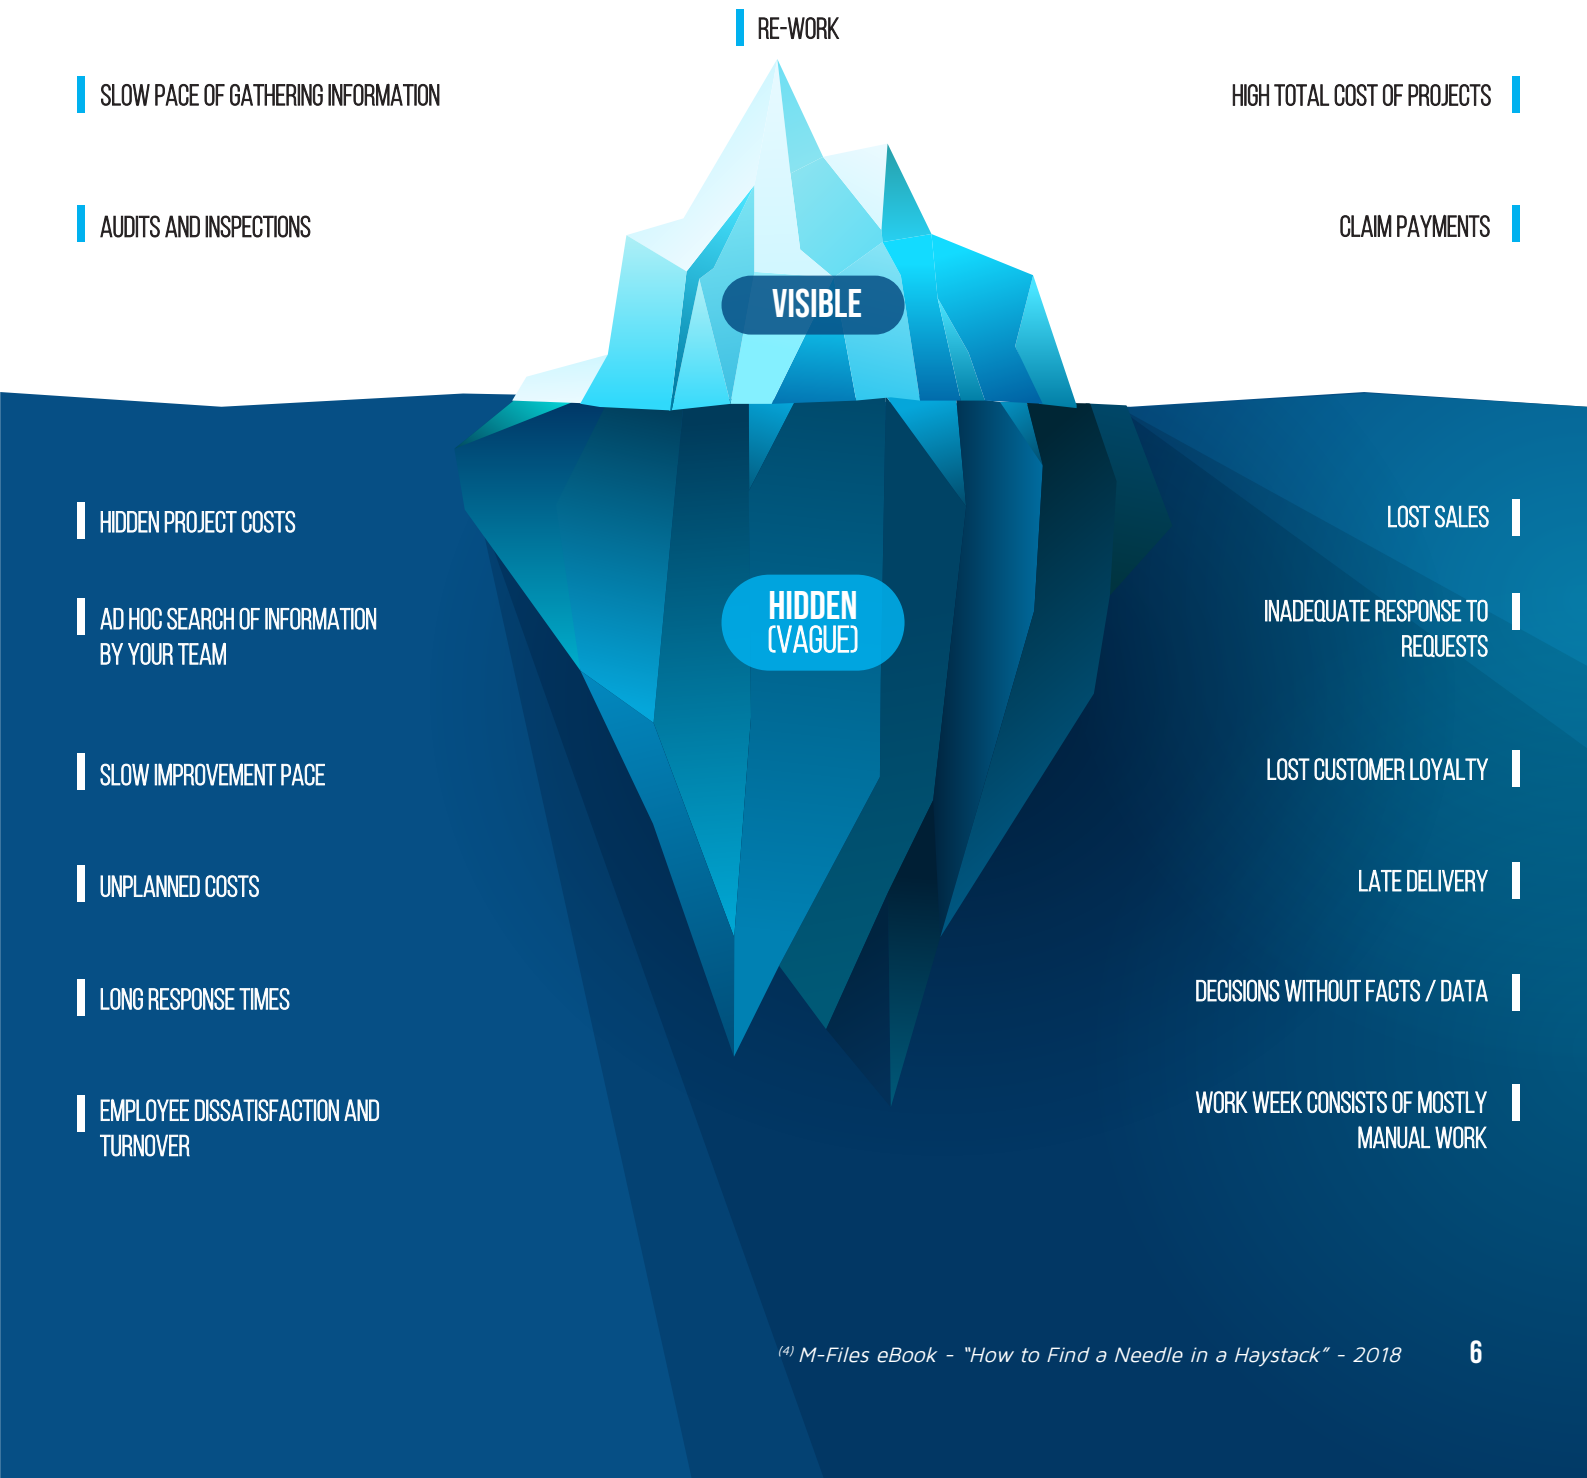 RE-WORK
SLOW PACE OF GATHERING INFORMATION
HIGH TOTAL COST OF PROJECTS
AUDITS AND INSPECTIONS
CLAIM PAYMENTS
VISIBLE
HIDDEN PROJECT COSTS
LOST SALES
HIDDEN
(VAGUE)
AD HOC SEARCH OF INFORMATION
BY YOUR TEAM
INADEQUATE RESPONSE TO
REQUESTS
SLOW IMPROVEMENT PACE
LOST CUSTOMER LOYALTY
UNPLANNED COSTS
LATE DELIVERY
LONG RESPONSE TIMES
DECISIONS WITHOUT FACTS / DATA
EMPLOYEE DISSATISFACTION AND
TURNOVER
WORK WEEK CONSISTS OF MOSTLY
MANUAL WORK
(4) M-Files eBook - “How to Find a Needle in a Haystack” - 2018
6